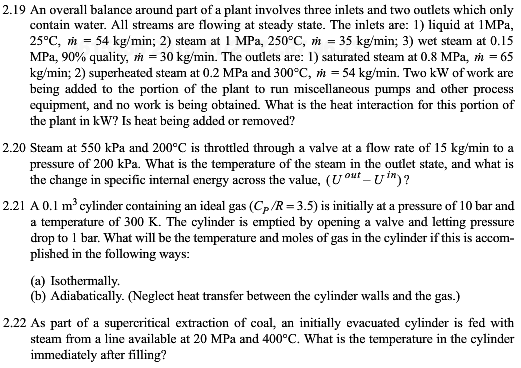 2.19 An overall balance around part of a plant involves three inlets and two outlets which only
contain water. All streams are flowing at steady state. The inlets are: 1) liquid at 1MPa,
25°C, ṁ = 54 kg/min; 2) steam at 1 MPa, 250°C, ṁ = 35 kg/min; 3) wet steam at 0.15
MPa, 90% quality, ṁ = 30 kg/min. The outlets are: 1) saturated steam at 0.8 MPa, ṁ = 65
kg/min; 2) superheated steam at 0.2 MPa and 300°C, ṁ = 54 kg/min. Two kW of work are
being added to the portion of the plant to run miscellaneous pumps and other process
equipment, and no work is being obtained. What is the heat interaction for this portion of
the plant in kW? Is heat being added or removed?
2.20 Steam at 550 kPa and 200°C is throttled through a valve at a flow rate of 15 kg/min to a
pressure of 200 kPa. What is the temperature of the steam in the outlet state, and what is
the change in specific internal energy across the value, (U^out – U^in)?
2.21 A 0.1 m³ cylinder containing an ideal gas (C_P/R = 3.5) is initially at a pressure of 10 bar and
a temperature of 300 K. The cylinder is emptied by opening a valve and letting pressure
drop to 1 bar. What will be the temperature and moles of gas in the cylinder if this is accom-
plished in the following ways:
(a) Isothermally.
(b) Adiabatically. (Neglect heat transfer between the cylinder walls and the gas.)
2.22 As part of a supercritical extraction of coal, an initially evacuated cylinder is fed with
steam from a line available at 20 MPa and 400°C. What is the temperature in the cylinder
immediately after filling?